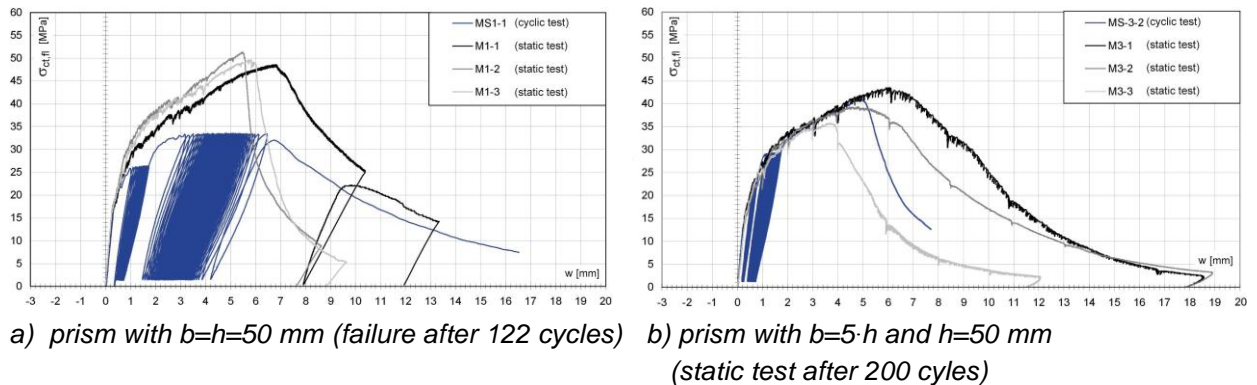 60
55
50
45
40
35
30
25
20
15
10
5
0
σct,fl [MPa]
MS1-1 (cyclic test)
M1-1 (static test)
M1-2 (static test)
M1-3 (static test)
w [mm]
-3 -2 -1 0 1 2 3 4 5 6 7 8 9 10 11 12 13 14 15 16 17 18 19 20
a) prism with b=h=50 mm (failure after 122 cycles)
60
55
50
45
40
35
30
25
20
15
10
5
0
σct,fl [MPa]
MS-3-2 (cyclic test)
M3-1 (static test)
M3-2 (static test)
M3-3 (static test)
w [mm]
-3 -2 -1 0 1 2 3 4 5 6 7 8 9 10 11 12 13 14 15 16 17 18 19 20
b) prism with b=5·h and h=50 mm
(static test after 200 cyles)